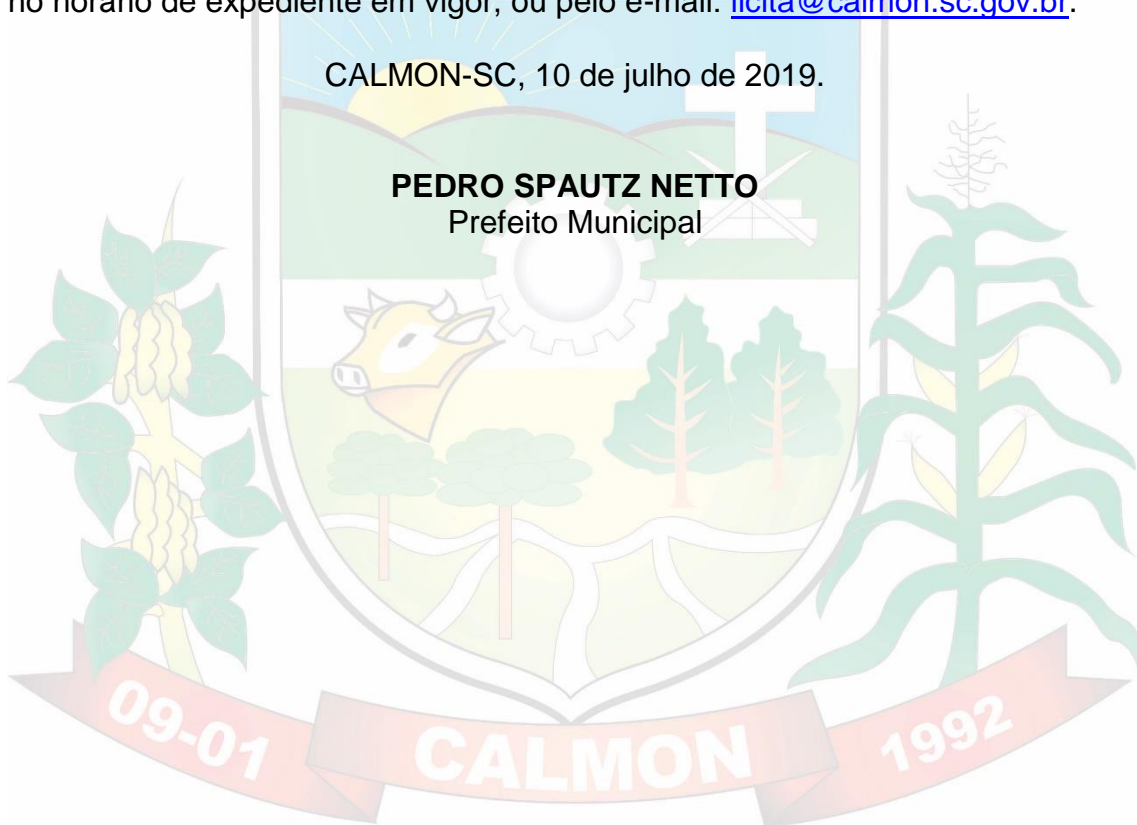 no horário de expediente em vigor, ou pelo e-mail: licita@calmon.sc.gov.br.
CALMON-SC, 10 de julho de 2019.
PEDRO SPAUTZ NETTO
Prefeito Municipal
09-01
CALMON
1992